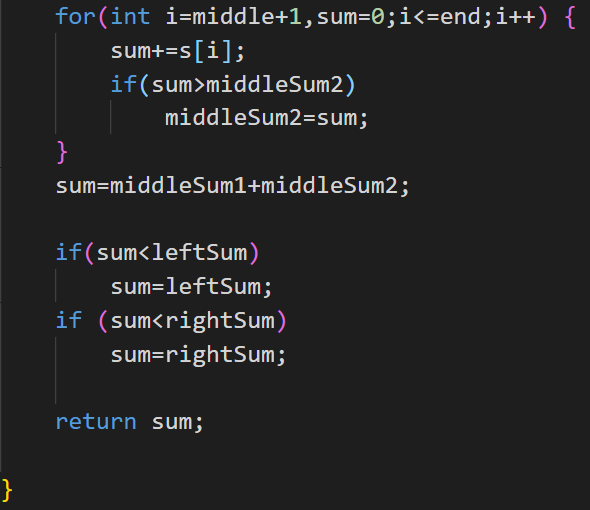 for(int i=middle+1,sum=0;i<=end;i++) {
sum+=s[i];
if(sum>middleSum2)
middleSum2=sum;
}
sum=middleSum1+middleSum2;
if(sum<leftSum)
sum=leftSum;
if (sum<rightSum)
sum=rightSum;
return sum;
}